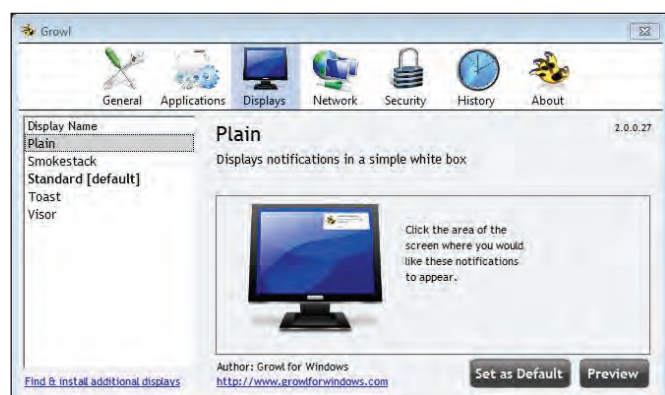 Growl
General Applications Displays Network Security History About
Display Name
Plain
Smokestack
Standard [default]
Toast
Visor
Find & install additional displays
Plain
2.0.0.27
Displays notifications in a simple white box
Click the area of the
screen where you would
like these notifications
to appear.
Author: Growl for Windows
http://www.growlforwindows.com
Set as Default
Preview